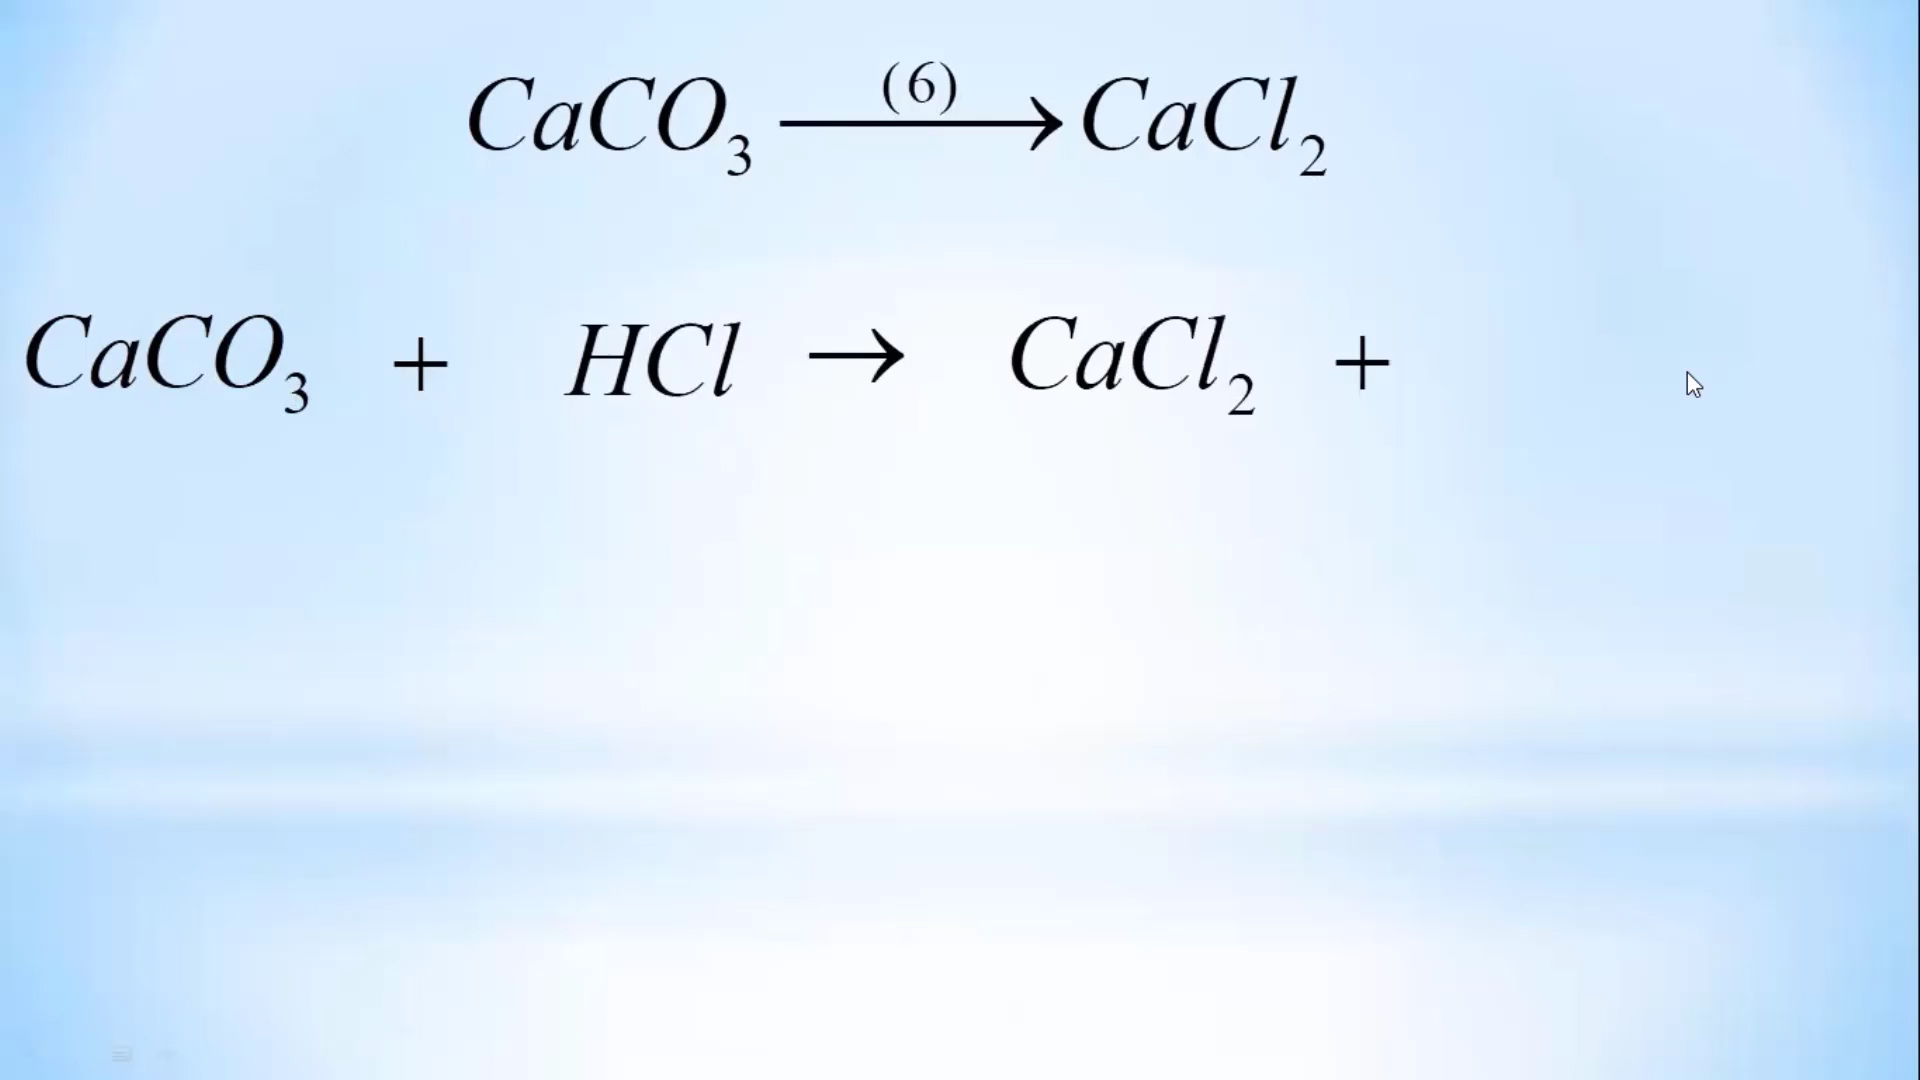 CaCO₃ —(6)→ CaCl₂
CaCO₃ + HCl → CaCl₂ +